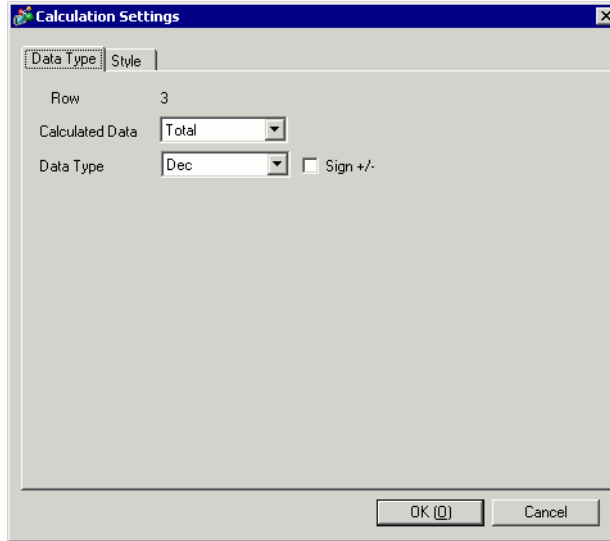 Calculation Settings
Data Type Style
Row 3
Calculated Data Total
Data Type Dec Sign +/-
OK (O) Cancel